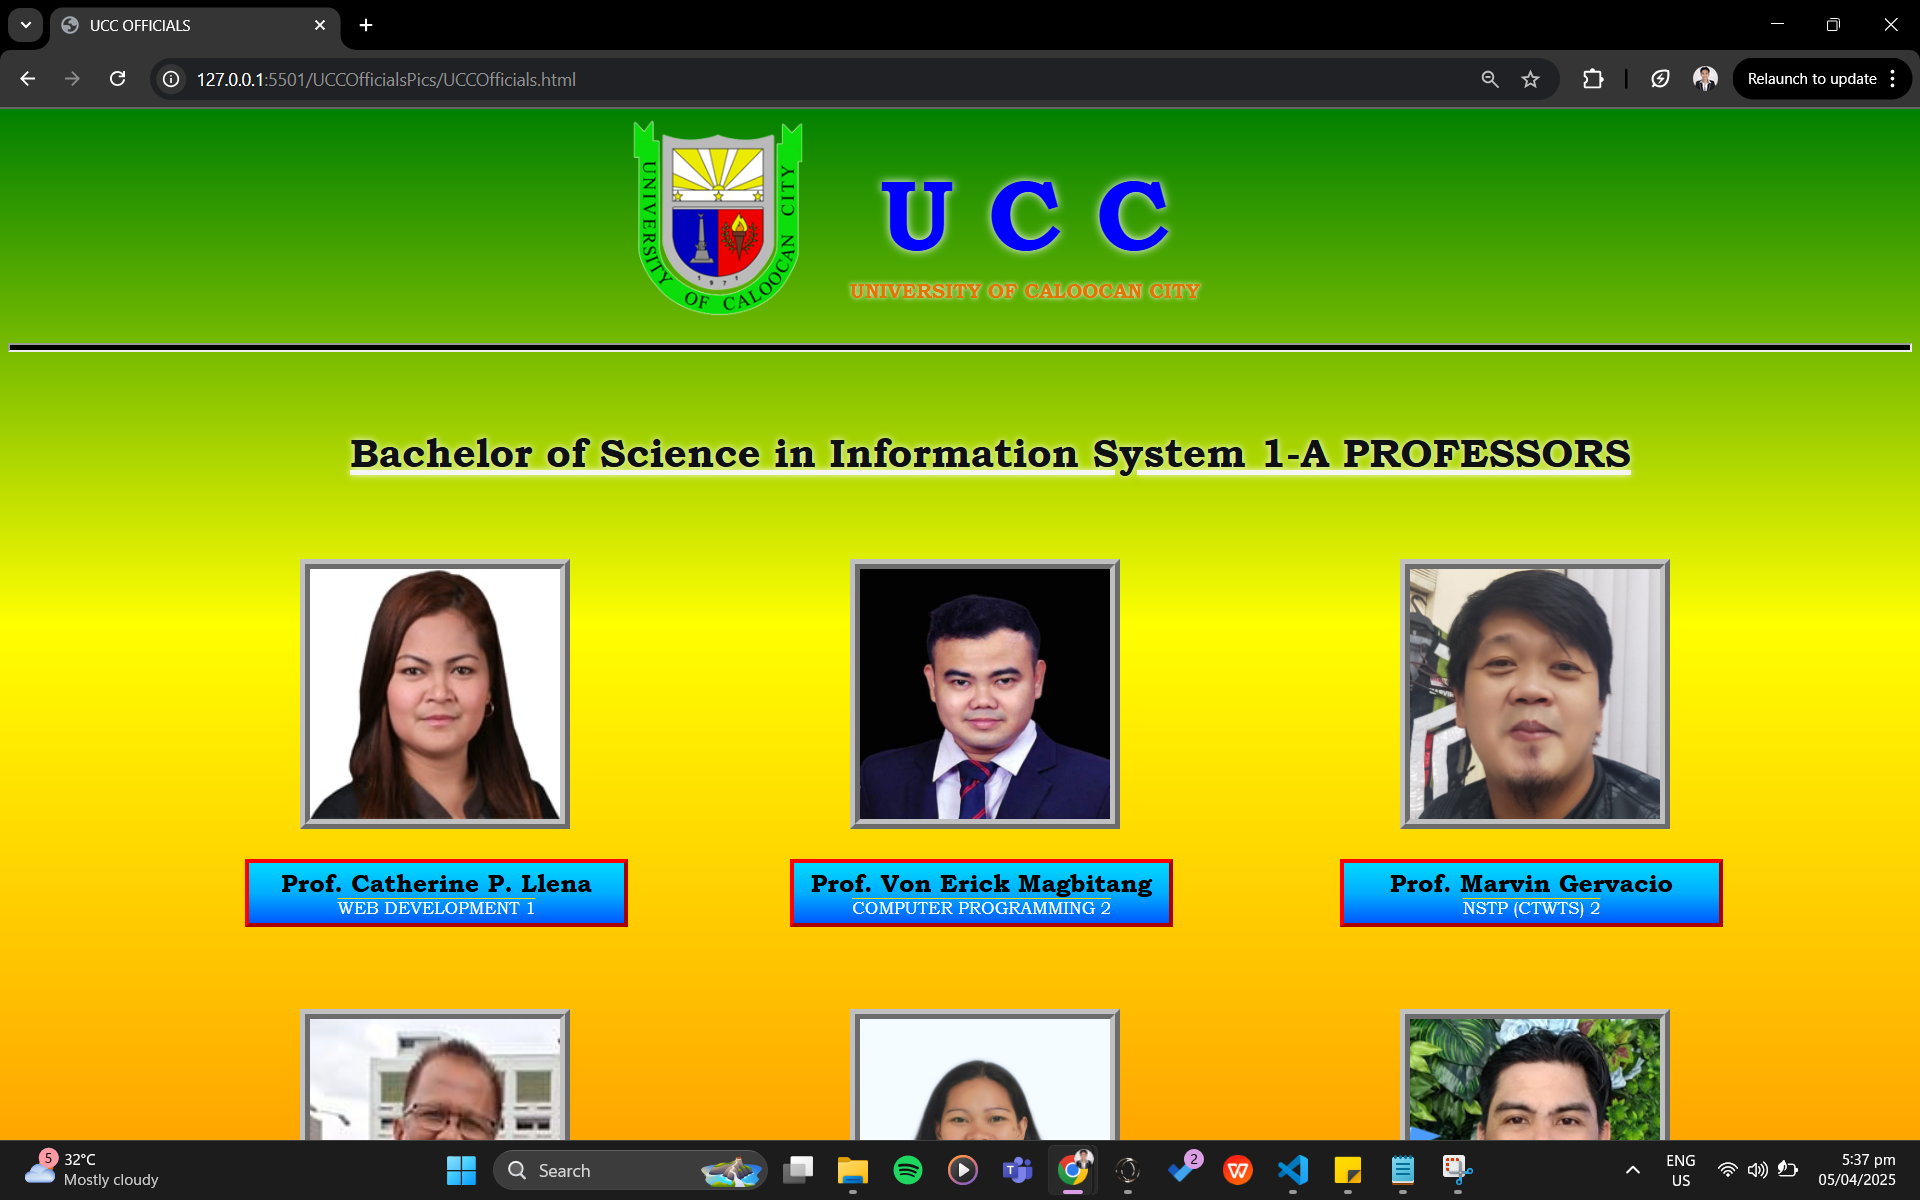 UCC OFFICIALS
127.0.0.1:5501/UCCOfficialsPics/UCCOfficials.html
Relaunch to update
UNIVERSITY OF CALOOCAN CITY
1971
U C C
UNIVERSITY OF CALOOCAN CITY
Bachelor of Science in Information System 1-A PROFESSORS
Prof. Catherine P. Llena
WEB DEVELOPMENT 1
Prof. Von Erick Magbitang
COMPUTER PROGRAMMING 2
Prof. Marvin Gervacio
NSTP (CTWTS) 2
5
32°C
Mostly cloudy
Search
2
ENG
US
5:37 pm
05/04/2025